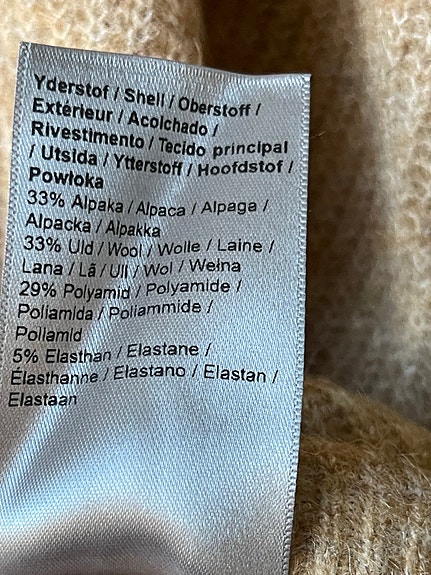 Yderstof / Shell / Oberstoff /
Extérieur / Acolchado /
Rivestimento / Tecido principal
/ Utsida / Ytterstoff / Hoofdstof /
Powłoka
33% Alpaka / Alpaca / Alpaga /
Alpacka / Alpakka
33% Uld / Wool / Wolle / Laine /
Lana / Lã / Ull / Wol / Wełna
29% Polyamid / Polyamide /
Poliamida / Poliammide /
Poliamid
5% Elasthan / Elastane /
Élasthanne / Elastano / Elastan /
Elastaan